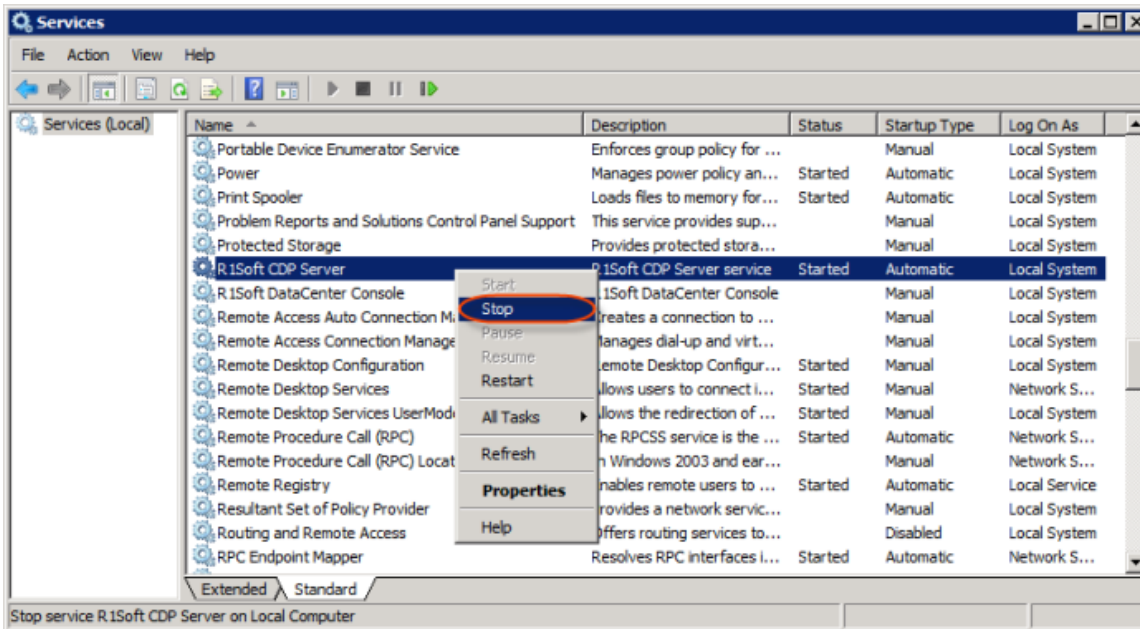 Services
File Action View Help
Services (Local)
Name Description Status Startup Type Log On As
Portable Device Enumerator Service Enforces group policy for ... Manual Local System
Power Manages power policy an... Started Automatic Local System
Print Spooler Loads files to memory for... Started Automatic Local System
Problem Reports and Solutions Control Panel Support This service provides sup... Manual Local System
Protected Storage Provides protected stora... Manual Local System
R1Soft CDP Server R1Soft CDP Server service Started Automatic Local System
R1Soft DataCenter Console 1Soft DataCenter Console Manual Local System
Remote Access Auto Connection Ma reates a connection to ... Manual Local System
Remote Access Connection Manage Manages dial-up and virt... Manual Local System
Remote Desktop Configuration emote Desktop Configur... Started Manual Local System
Remote Desktop Services llows users to connect i... Started Manual Network S...
Remote Desktop Services UserMod llows the redirection of ... Started Manual Local System
Remote Procedure Call (RPC) he RPCSS service is the ... Started Automatic Network S...
Remote Procedure Call (RPC) Locat n Windows 2003 and ear... Manual Network S...
Remote Registry nables remote users to ... Started Automatic Local Service
Resultant Set of Policy Provider rovides a network servic... Manual Local System
Routing and Remote Access Offers routing services to... Disabled Local System
RPC Endpoint Mapper Resolves RPC interfaces i... Started Automatic Network S...
Start
Stop
Pause
Resume
Restart
All Tasks
Refresh
Properties
Help
Extended Standard
Stop service R1Soft CDP Server on Local Computer